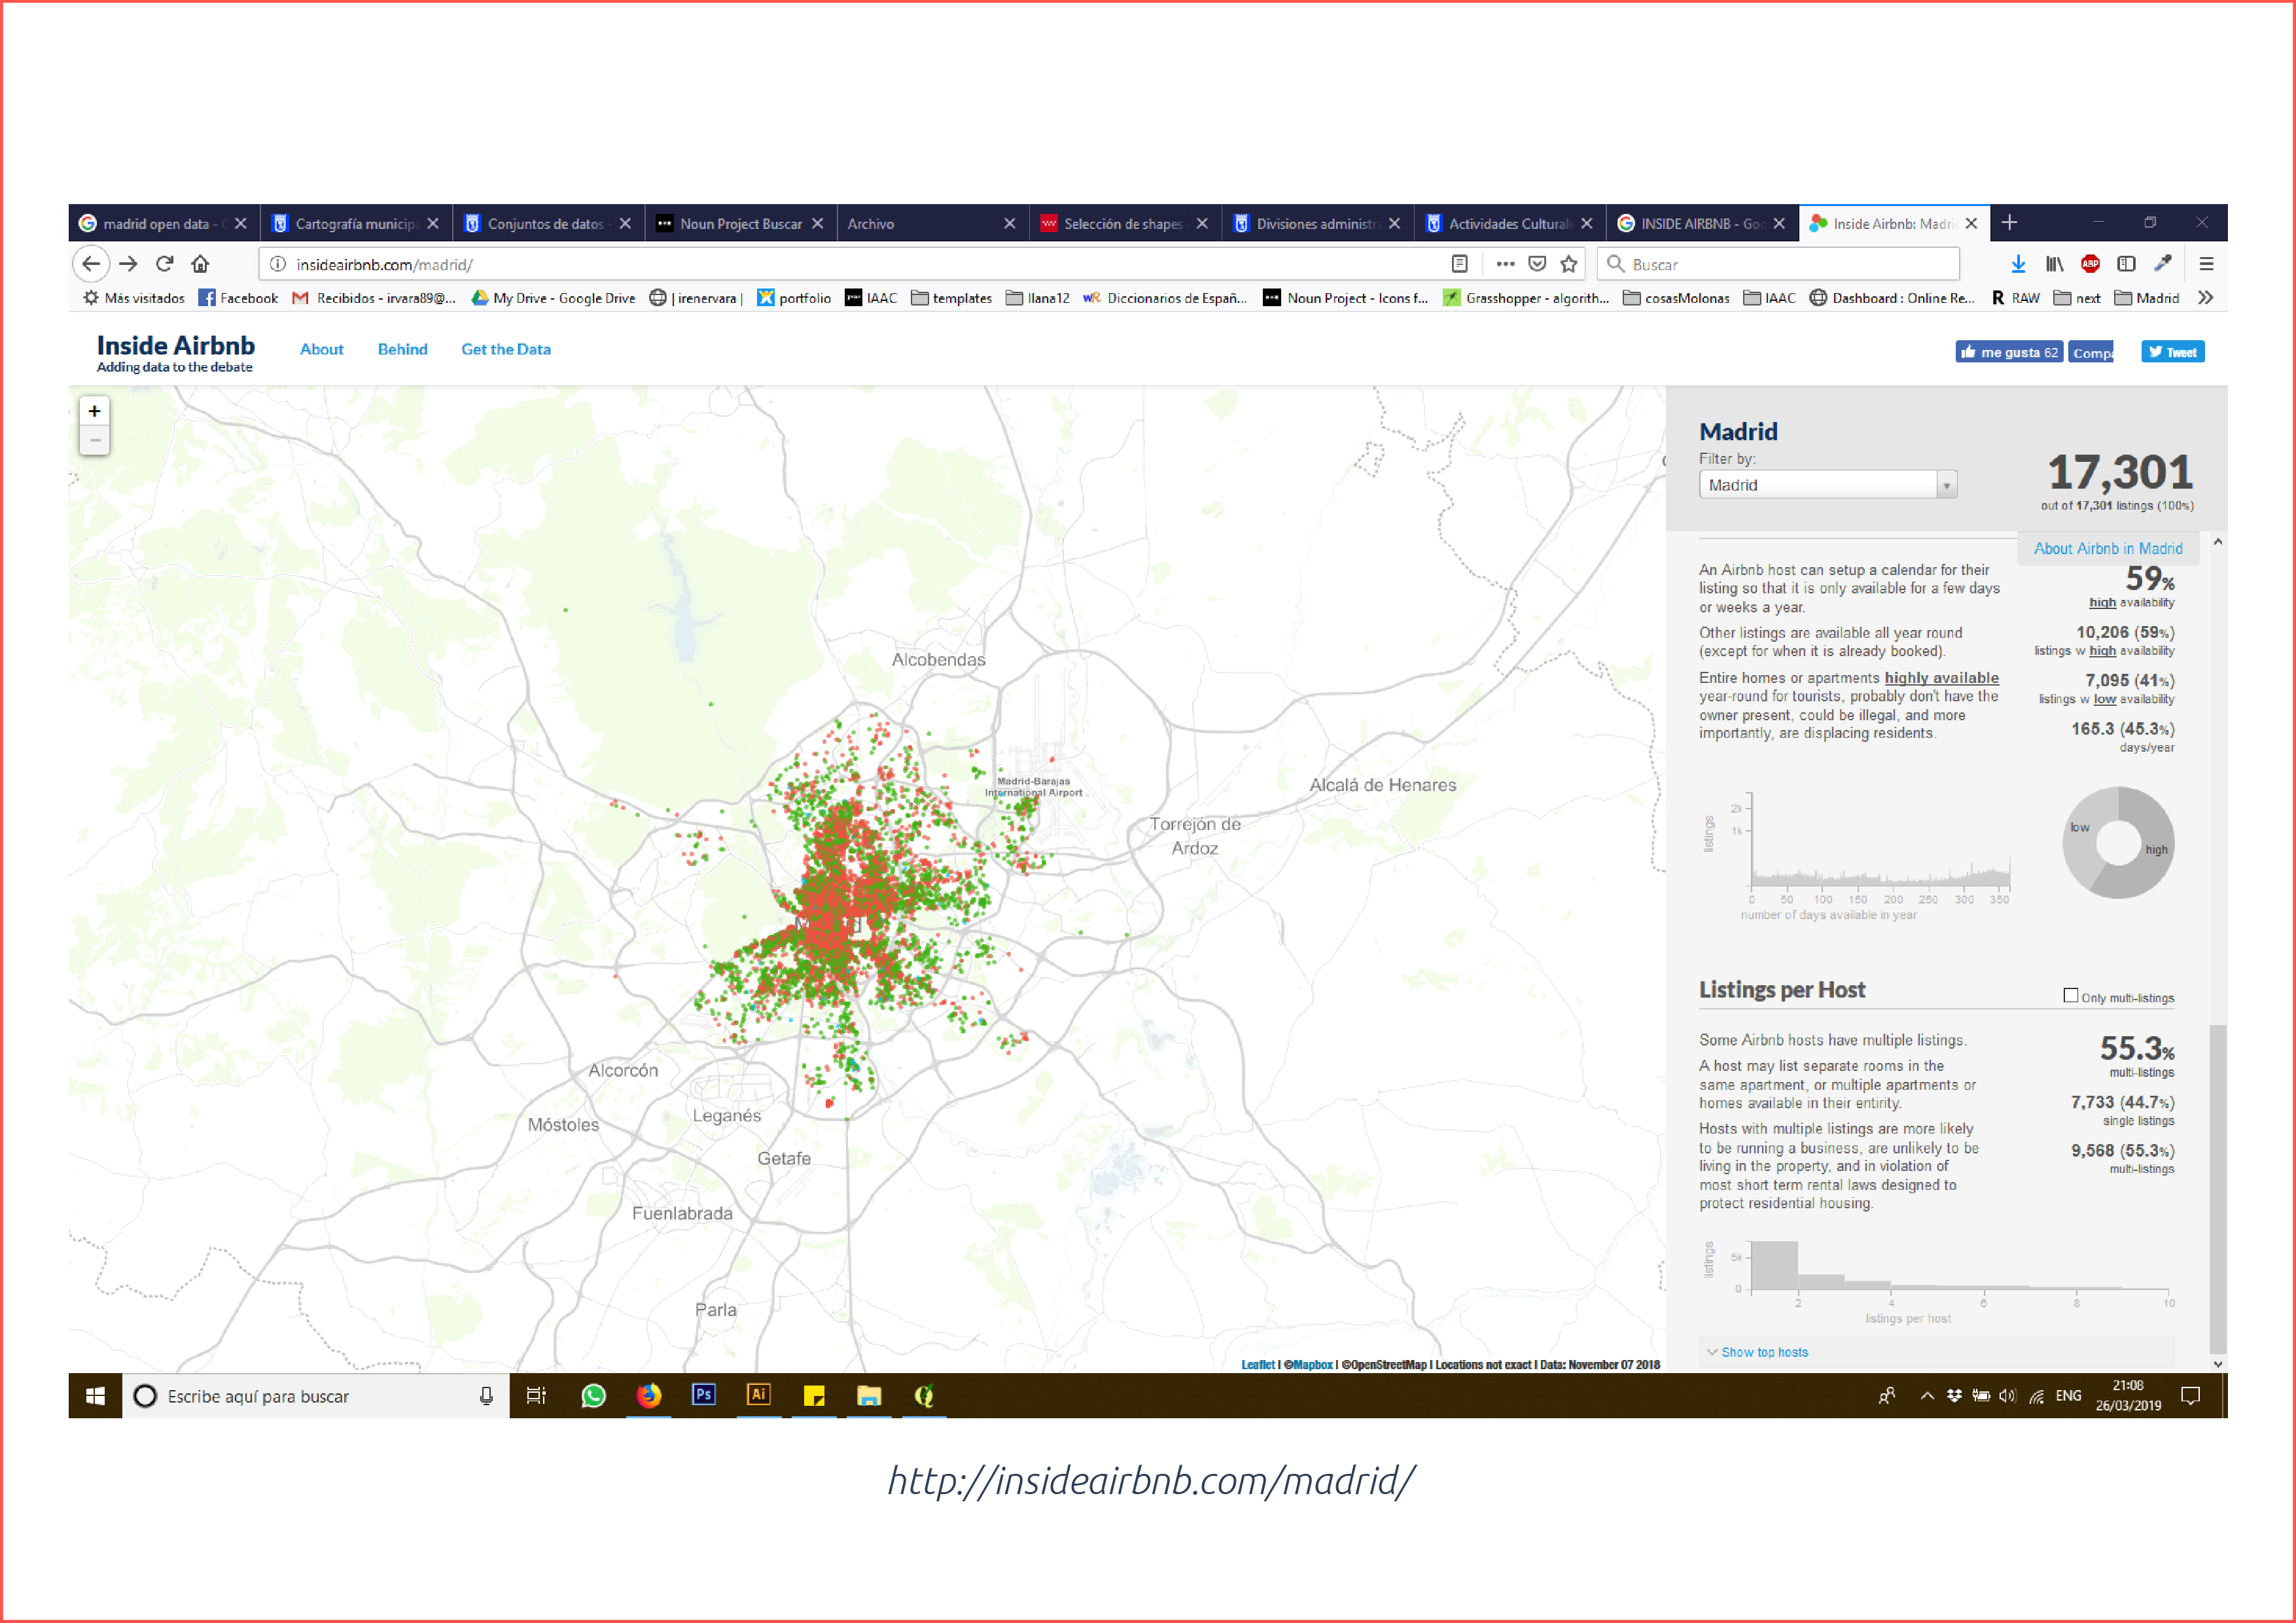 madrid open data - G
Cartografía municip
Conjuntos de datos -
Noun Project Buscar
Archivo
Selección de shapes
Divisiones administra
Actividades Cultural
INSIDE AIRBNB - Goo
Inside Airbnb: Madri
insideairbnb.com/madrid/
Buscar
ABP
Más visitados
Facebook
Recibidos - irvara89@...
My Drive - Google Drive
| irenervara |
portfolio
IAAC
templates
Ilana12
Diccionarios de Españ...
Noun Project - Icons f...
Grasshopper - algorith...
cosasMolonas
IAAC
Dashboard : Online Re...
R RAW
next
Madrid
Inside Airbnb
Adding data to the debate
About
Behind
Get the Data
me gusta 62
Compa
Tweet
+
−
Alcobendas
Madrid-Barajas
International Airport
Alcalá de Henares
Torrejón de
Ardoz
Alcorcón
Leganés
Móstoles
Getafe
Fuenlabrada
Parla
Leaflet | ©Mapbox | ©OpenStreetMap | Locations not exact | Data: November 07 2018
Madrid
Filter by:
Madrid
17,301
out of 17,301 listings (100%)
About Airbnb in Madrid
An Airbnb host can setup a calendar for their
listing so that it is only available for a few days
or weeks a year.
Other listings are available all year round
(except for when it is already booked).
Entire homes or apartments highly available
year-round for tourists, probably don't have the
owner present, could be illegal, and more
importantly, are displacing residents.
59%
high availability
10,206 (59%)
listings w high availability
7,095 (41%)
listings w low availability
165.3 (45.3%)
days/year
listings
2k
1k
0 50 100 150 200 250 300 350
number of days available in year
low
high
Listings per Host
Only multi-listings
Some Airbnb hosts have multiple listings.
A host may list separate rooms in the
same apartment, or multiple apartments or
homes available in their entirity.
Hosts with multiple listings are more likely
to be running a business, are unlikely to be
living in the property, and in violation of
most short term rental laws designed to
protect residential housing.
55.3%
multi-listings
7,733 (44.7%)
single listings
9,568 (55.3%)
multi-listings
listings
5k
0
2 4 6 8 10
listings per host
Show top hosts
Escribe aquí para buscar
Ps
Ai
ENG
21:08
26/03/2019
http://insideairbnb.com/madrid/